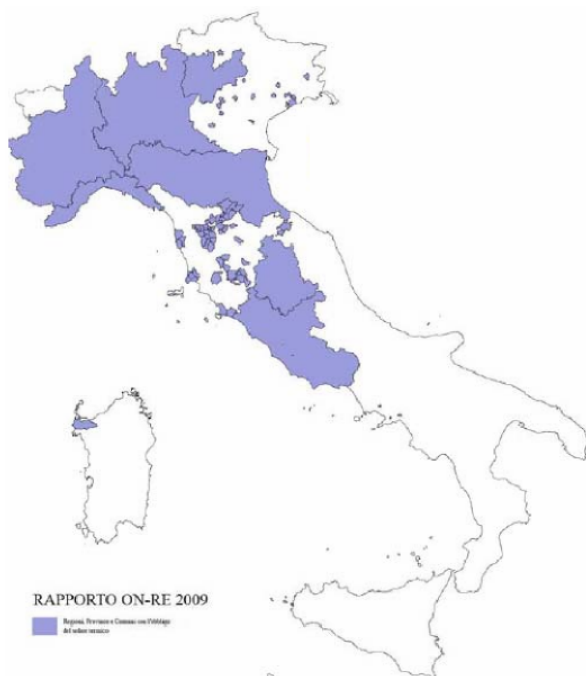 RAPPORTO ON-RE 2009
Regioni, Province e Comuni con l'obbligo
del solare termico